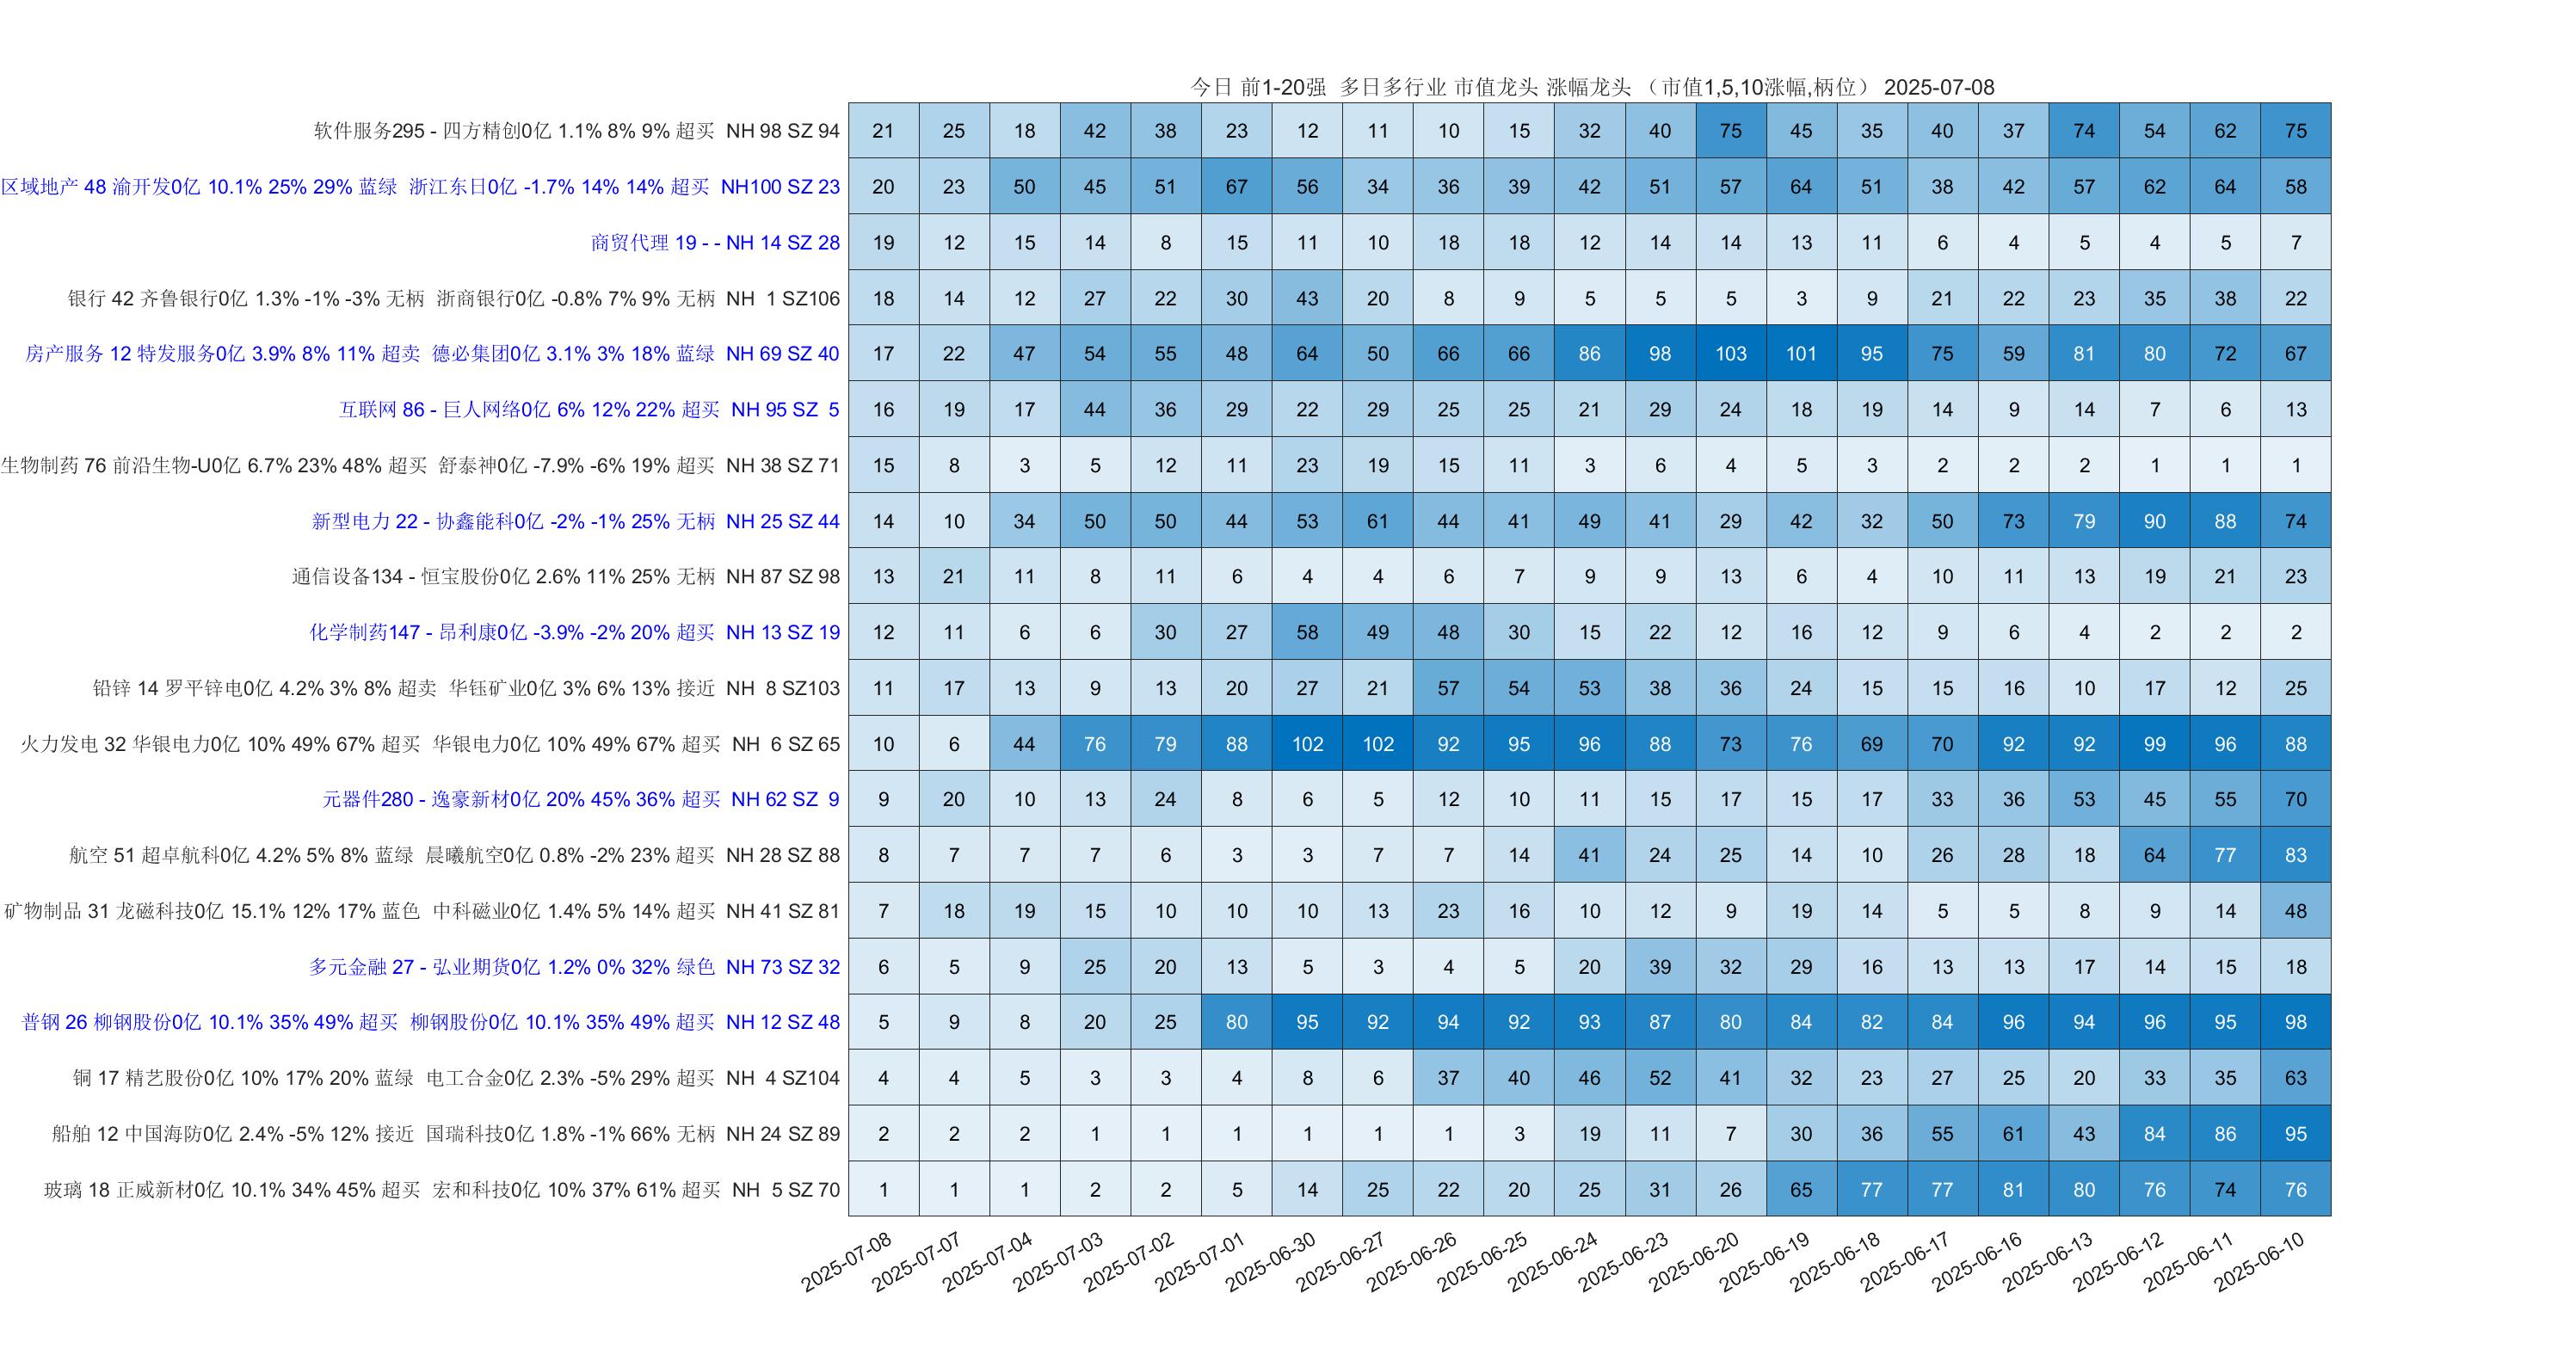 今日 前1-20强 多日多行业 市值龙头 涨幅龙头 （市值1,5,10涨幅,柄位） 2025-07-08
软件服务295 - 四方精创0亿 1.1% 8% 9% 超买 NH 98 SZ 94 21 25 18 42 38 23 12 11 10 15 32 40 75 45 35 40 37 74 54 62 75
区域地产 48 渝开发0亿 10.1% 25% 29% 蓝绿 浙江东日0亿 -1.7% 14% 14% 超买 NH100 SZ 23 20 23 50 45 51 67 56 34 36 39 42 51 57 64 51 38 42 57 62 64 58
商贸代理 19 - - NH 14 SZ 28 19 12 15 14 8 15 11 10 18 18 12 14 14 13 11 6 4 5 4 5 7
银行 42 齐鲁银行0亿 1.3% -1% -3% 无柄 浙商银行0亿 -0.8% 7% 9% 无柄 NH 1 SZ106 18 14 12 27 22 30 43 20 8 9 5 5 5 3 9 21 22 23 35 38 22
房产服务 12 特发服务0亿 3.9% 8% 11% 超卖 德必集团0亿 3.1% 3% 18% 蓝绿 NH 69 SZ 40 17 22 47 54 55 48 64 50 66 66 86 98 103 101 95 75 59 81 80 72 67
互联网 86 - 巨人网络0亿 6% 12% 22% 超买 NH 95 SZ 5 16 19 17 44 36 29 22 29 25 25 21 29 24 18 19 14 9 14 7 6 13
生物制药 76 前沿生物-U0亿 6.7% 23% 48% 超买 舒泰神0亿 -7.9% -6% 19% 超买 NH 38 SZ 71 15 8 3 5 12 11 23 19 15 11 3 6 4 5 3 2 2 2 1 1 1
新型电力 22 - 协鑫能科0亿 -2% -1% 25% 无柄 NH 25 SZ 44 14 10 34 50 50 44 53 61 44 41 49 41 29 42 32 50 73 79 90 88 74
通信设备134 - 恒宝股份0亿 2.6% 11% 25% 无柄 NH 87 SZ 98 13 21 11 8 11 6 4 4 6 7 9 9 13 6 4 10 11 13 19 21 23
化学制药147 - 昂利康0亿 -3.9% -2% 20% 超买 NH 13 SZ 19 12 11 6 6 30 27 58 49 48 30 15 22 12 16 12 9 6 4 2 2 2
铅锌 14 罗平锌电0亿 4.2% 3% 8% 超卖 华钰矿业0亿 3% 6% 13% 接近 NH 8 SZ103 11 17 13 9 13 20 27 21 57 54 53 38 36 24 15 15 16 10 17 12 25
火力发电 32 华银电力0亿 10% 49% 67% 超买 华银电力0亿 10% 49% 67% 超买 NH 6 SZ 65 10 6 44 76 79 88 102 102 92 95 96 88 73 76 69 70 92 92 99 96 88
元器件280 - 逸豪新材0亿 20% 45% 36% 超买 NH 62 SZ 9 9 20 10 13 24 8 6 5 12 10 11 15 17 15 17 33 36 53 45 55 70
航空 51 超卓航科0亿 4.2% 5% 8% 蓝绿 晨曦航空0亿 0.8% -2% 23% 超买 NH 28 SZ 88 8 7 7 7 6 3 3 7 7 14 41 24 25 14 10 26 28 18 64 77 83
矿物制品 31 龙磁科技0亿 15.1% 12% 17% 蓝色 中科磁业0亿 1.4% 5% 14% 超买 NH 41 SZ 81 7 18 19 15 10 10 10 13 23 16 10 12 9 19 14 5 5 8 9 14 48
多元金融 27 - 弘业期货0亿 1.2% 0% 32% 绿色 NH 73 SZ 32 6 5 9 25 20 13 5 3 4 5 20 39 32 29 16 13 13 17 14 15 18
普钢 26 柳钢股份0亿 10.1% 35% 49% 超买 柳钢股份0亿 10.1% 35% 49% 超买 NH 12 SZ 48 5 9 8 20 25 80 95 92 94 92 93 87 80 84 82 84 96 94 96 95 98
铜 17 精艺股份0亿 10% 17% 20% 蓝绿 电工合金0亿 2.3% -5% 29% 超买 NH 4 SZ104 4 4 5 3 3 4 8 6 37 40 46 52 41 32 23 27 25 20 33 35 63
船舶 12 中国海防0亿 2.4% -5% 12% 接近 国瑞科技0亿 1.8% -1% 66% 无柄 NH 24 SZ 89 2 2 2 1 1 1 1 1 1 3 19 11 7 30 36 55 61 43 84 86 95
玻璃 18 正威新材0亿 10.1% 34% 45% 超买 宏和科技0亿 10% 37% 61% 超买 NH 5 SZ 70 1 1 1 2 2 5 14 25 22 20 25 31 26 65 77 77 81 80 76 74 76
2025-07-08 2025-07-07 2025-07-04 2025-07-03 2025-07-02 2025-07-01 2025-06-30 2025-06-27 2025-06-26 2025-06-25 2025-06-24 2025-06-23 2025-06-20 2025-06-19 2025-06-18 2025-06-17 2025-06-16 2025-06-13 2025-06-12 2025-06-11 2025-06-10